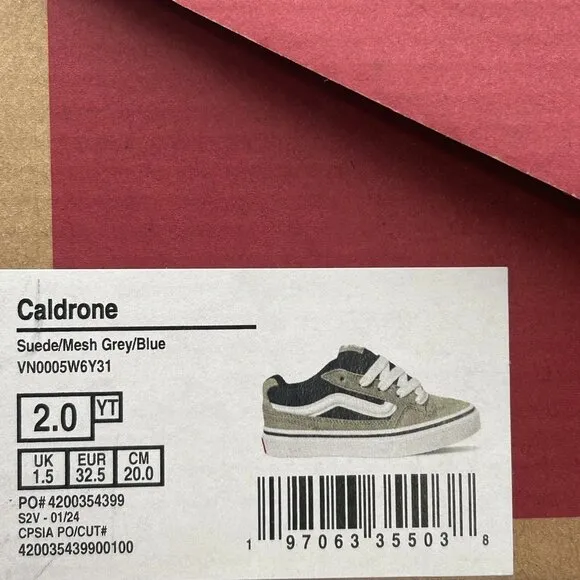 Caldrone
Suede/Mesh Grey/Blue
VN0005W6Y31
2.0 YT
UK EUR CM
1.5 32.5 20.0
PO# 4200354399
S2V - 01/24
CPSIA PO/CUT#
420035439900100
1 97063 35503 8